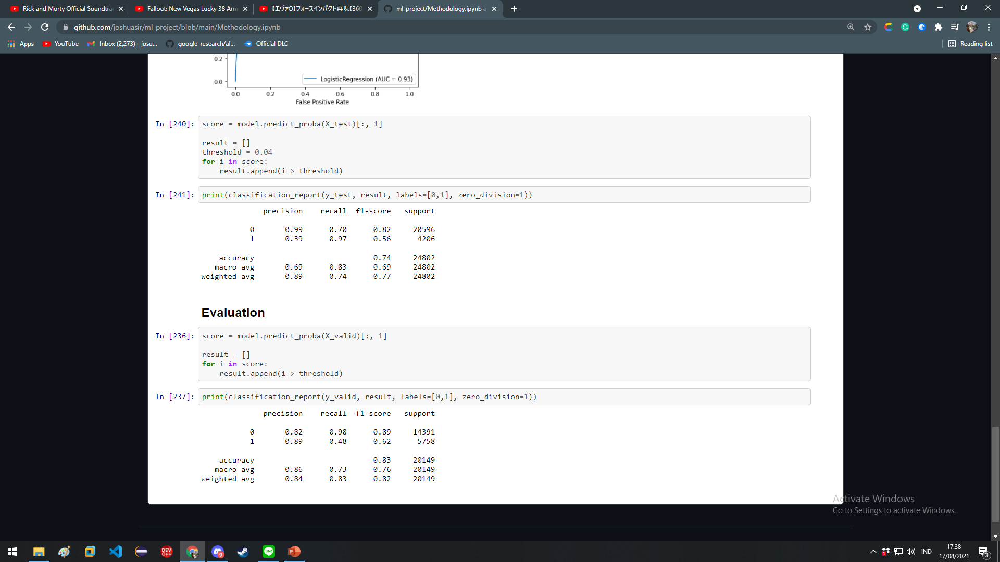 Rick and Morty Official Soundtra
Fallout: New Vegas Lucky 38 Arm
【エヴァQ】フォースインパクト再現【360
ml-project/Methodology.ipynb a
github.com/joshuasir/ml-project/blob/main/Methodology.ipynb
Apps
YouTube
Inbox (2,273) - josu...
google-research/al...
Official DLC
Reading list
0.2
0.0
LogisticRegression (AUC = 0.93)
0.0 0.2 0.4 0.6 0.8 1.0
False Positive Rate
In [240]: score = model.predict_proba(X_test)[:, 1]
result = []
threshold = 0.04
for i in score:
    result.append(i > threshold)
In [241]: print(classification_report(y_test, result, labels=[0,1], zero_division=1))
precision recall f1-score support
0 0.99 0.70 0.82 20596
1 0.39 0.97 0.56 4206
accuracy 0.74 24802
macro avg 0.69 0.83 0.69 24802
weighted avg 0.89 0.74 0.77 24802
Evaluation
In [236]: score = model.predict_proba(X_valid)[:, 1]
result = []
for i in score:
    result.append(i > threshold)
In [237]: print(classification_report(y_valid, result, labels=[0,1], zero_division=1))
precision recall f1-score support
0 0.82 0.98 0.89 14391
1 0.89 0.48 0.62 5758
accuracy 0.83 20149
macro avg 0.86 0.73 0.76 20149
weighted avg 0.84 0.83 0.82 20149
Activate Windows
Go to Settings to activate Windows.
DEV
C++
9
LINE
P
1
IND
17.38
17/08/2021
3